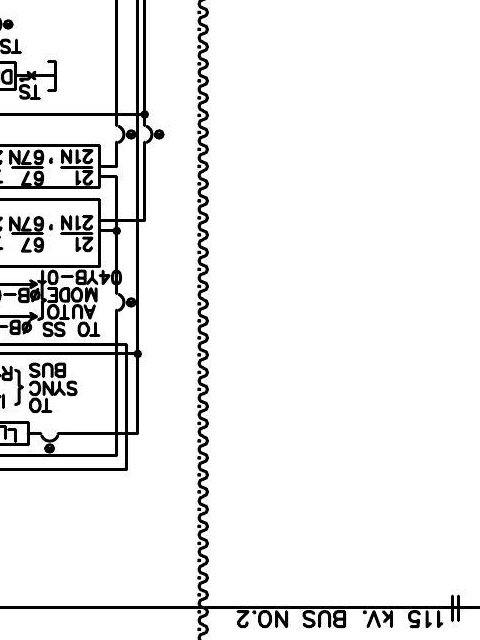 115 kV. BUS NO.2
LL
TO
SYNC
BUS
TO SS ØB-
AUTO
MODE ØB-
04YB-01
21 67
21N, 67N
21 67
21N, 67N
TS
D
TS